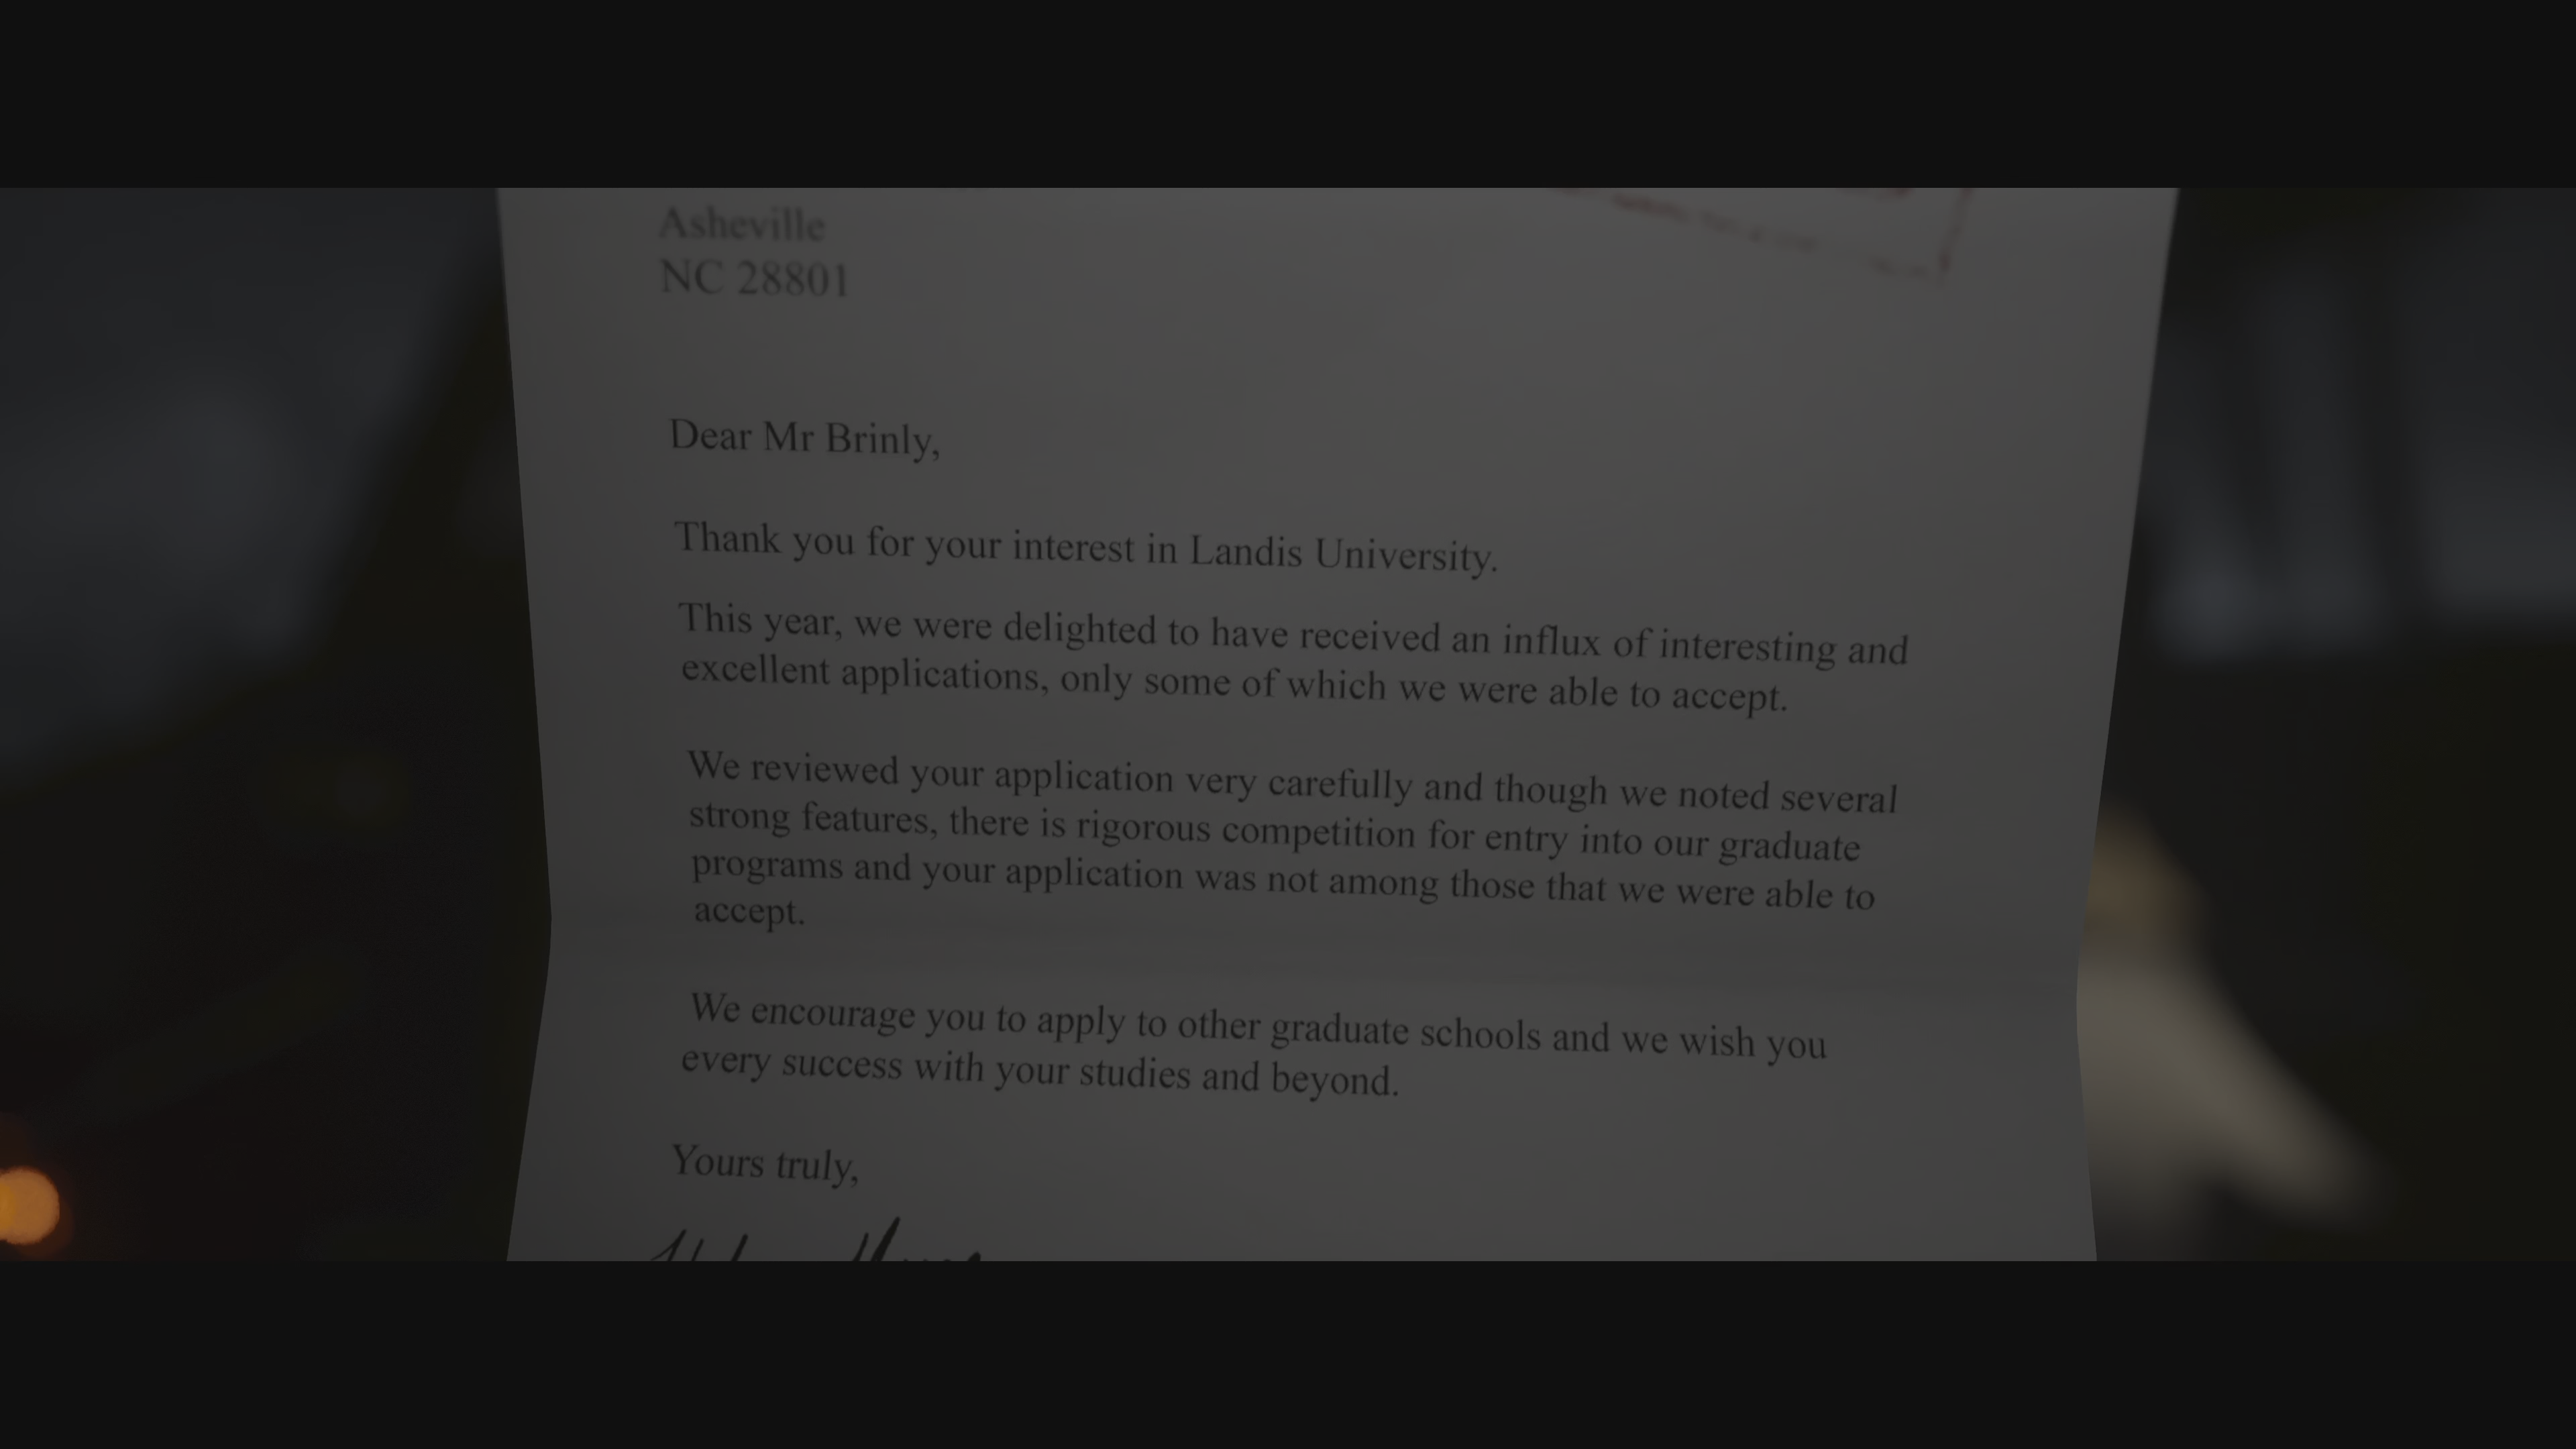 Asheville
NC 28801
Dear Mr Brinly,
Thank you for your interest in Landis University.
This year, we were delighted to have received an influx of interesting and
excellent applications, only some of which we were able to accept.
We reviewed your application very carefully and though we noted several
strong features, there is rigorous competition for entry into our graduate
programs and your application was not among those that we were able to
accept.
We encourage you to apply to other graduate schools and we wish you
every success with your studies and beyond.
Yours truly,